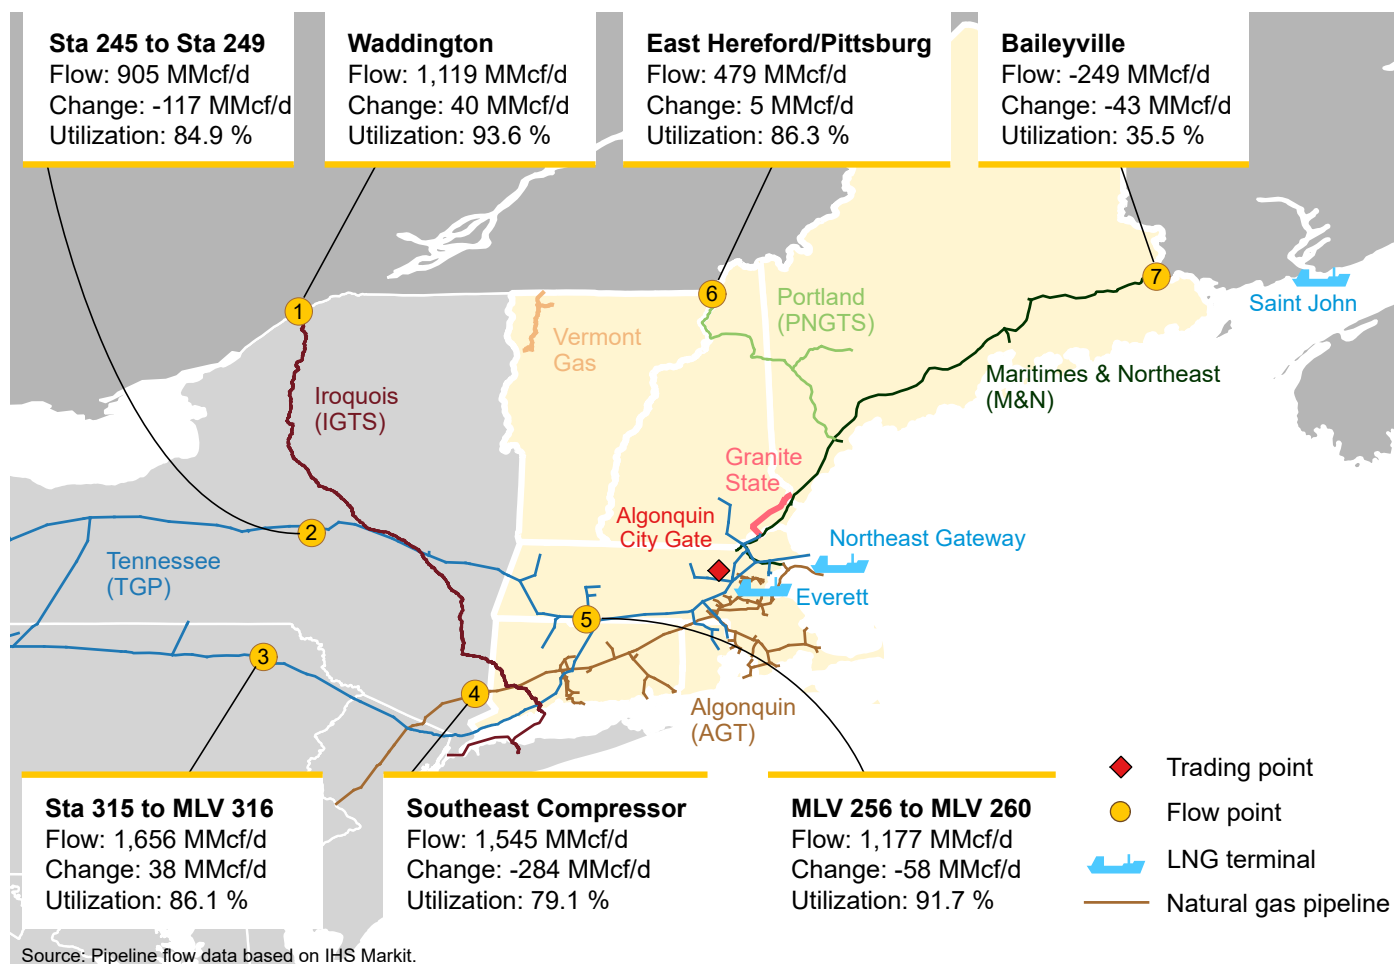 Sta 245 to Sta 249
Flow: 905 MMcf/d
Change: -117 MMcf/d
Utilization: 84.9 %
Waddington
Flow: 1,119 MMcf/d
Change: 40 MMcf/d
Utilization: 93.6 %
East Hereford/Pittsburg
Flow: 479 MMcf/d
Change: 5 MMcf/d
Utilization: 86.3 %
Baileyville
Flow: -249 MMcf/d
Change: -43 MMcf/d
Utilization: 35.5 %
7
6
1
Saint John
Portland
(PNGTS)
Vermont
Gas
Maritimes & Northeast
(M&N)
Iroquois
(IGTS)
Granite
State
Algonquin
City Gate
2
Northeast Gateway
Tennessee
(TGP)
Everett
5
3
4
Algonquin
(AGT)
Sta 315 to MLV 316
Flow: 1,656 MMcf/d
Change: 38 MMcf/d
Utilization: 86.1 %
Southeast Compressor
Flow: 1,545 MMcf/d
Change: -284 MMcf/d
Utilization: 79.1 %
MLV 256 to MLV 260
Flow: 1,177 MMcf/d
Change: -58 MMcf/d
Utilization: 91.7 %
Trading point
Flow point
LNG terminal
Natural gas pipeline
Source: Pipeline flow data based on IHS Markit.